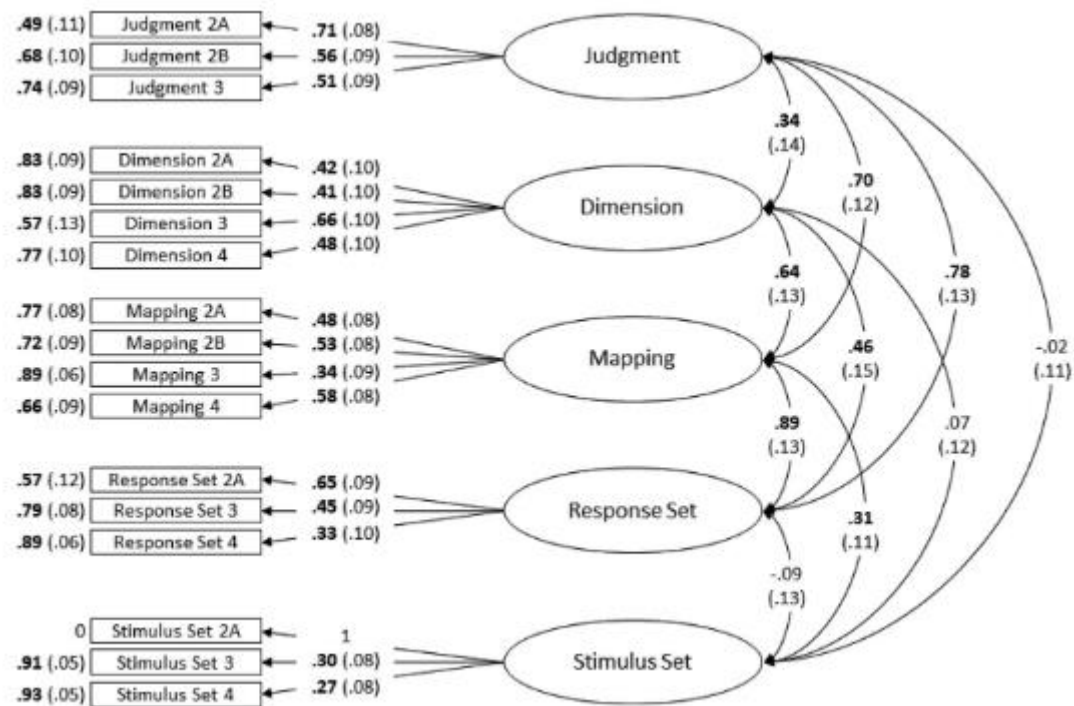 .49 (.11) Judgment 2A .71 (.08)
.68 (.10) Judgment 2B .56 (.09) Judgment
.74 (.09) Judgment 3 .51 (.09)
.34
(.14)
.83 (.09) Dimension 2A .42 (.10)
.83 (.09) Dimension 2B .41 (.10) Dimension
.57 (.13) Dimension 3 .66 (.10)
.77 (.10) Dimension 4 .48 (.10)
.70
(.12)
.64
(.13)
.78
(.13)
.77 (.08) Mapping 2A .48 (.08)
.72 (.09) Mapping 2B .53 (.08) Mapping
.89 (.06) Mapping 3 .34 (.09)
.66 (.09) Mapping 4 .58 (.08)
.46
(.15)
-.02
(.11)
.89
(.13)
.07
(.12)
.57 (.12) Response Set 2A .65 (.09)
.79 (.08) Response Set 3 .45 (.09) Response Set
.89 (.06) Response Set 4 .33 (.10)
.31
(.11)
-.09
(.13)
0 Stimulus Set 2A 1
.91 (.05) Stimulus Set 3 .30 (.08) Stimulus Set
.93 (.05) Stimulus Set 4 .27 (.08)